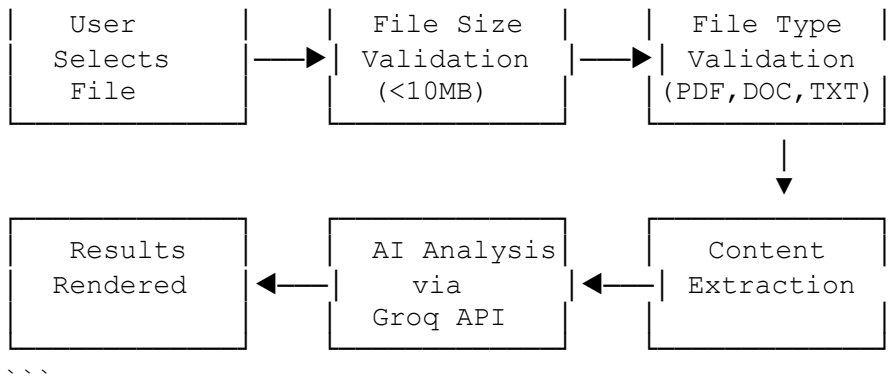 User File Size File Type
Selects Validation Validation
File (<10MB) (PDF,DOC,TXT)
Results AI Analysis Content
Rendered via Extraction
Groq API
```